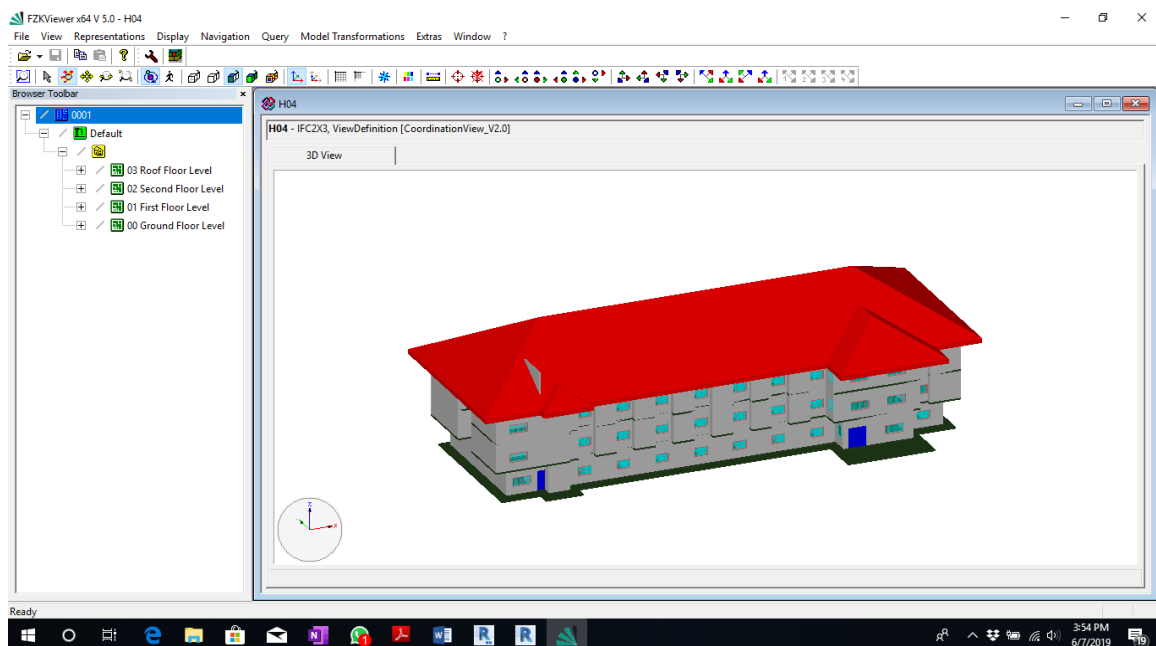 FZKViewer x64 V 5.0 - H04
File View Representations Display Navigation Query Model Transformations Extras Window ?
Browser Toolbar
0001
Default
03 Roof Floor Level
02 Second Floor Level
01 First Floor Level
00 Ground Floor Level
H04
H04 - IFC2X3, ViewDefinition [CoordinationView_V2.0]
3D View
z
x
Ready
3:54 PM
6/7/2019
19